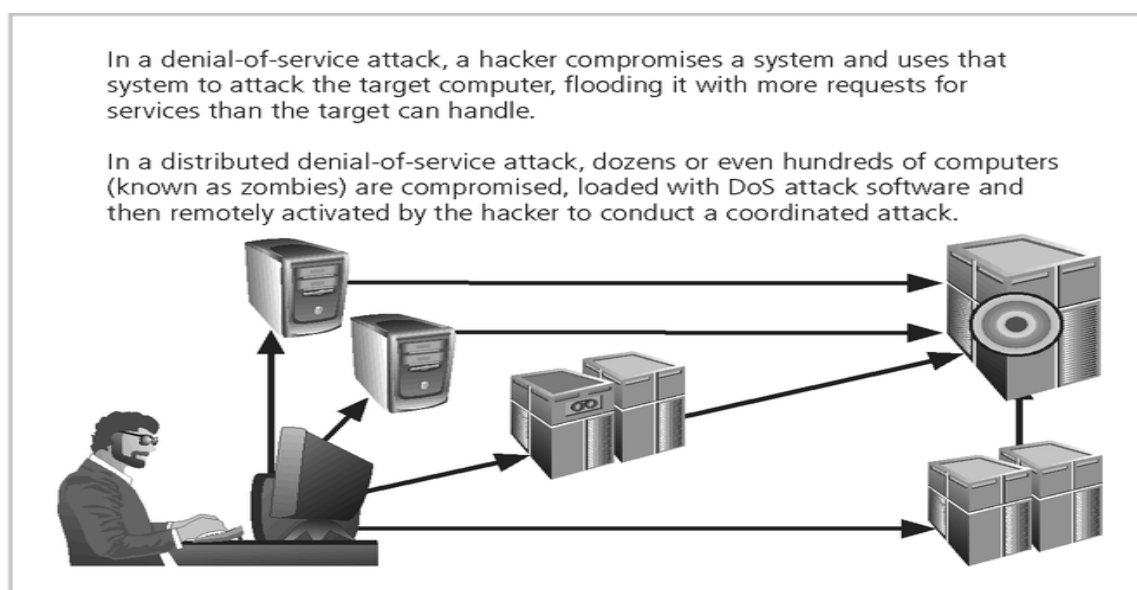 In a denial-of-service attack, a hacker compromises a system and uses that
system to attack the target computer, flooding it with more requests for
services than the target can handle.
In a distributed denial-of-service attack, dozens or even hundreds of computers
(known as zombies) are compromised, loaded with DoS attack software and
then remotely activated by the hacker to conduct a coordinated attack.